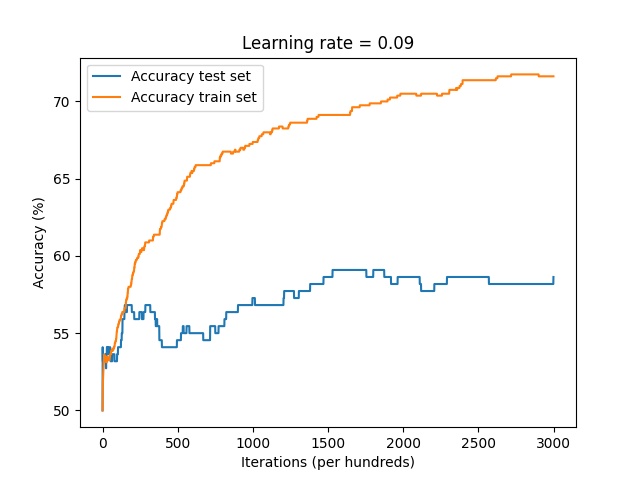 Learning rate = 0.09
Accuracy test set
Accuracy train set
70
65
60
55
50
Accuracy (%)
0 500 1000 1500 2000 2500 3000
Iterations (per hundreds)